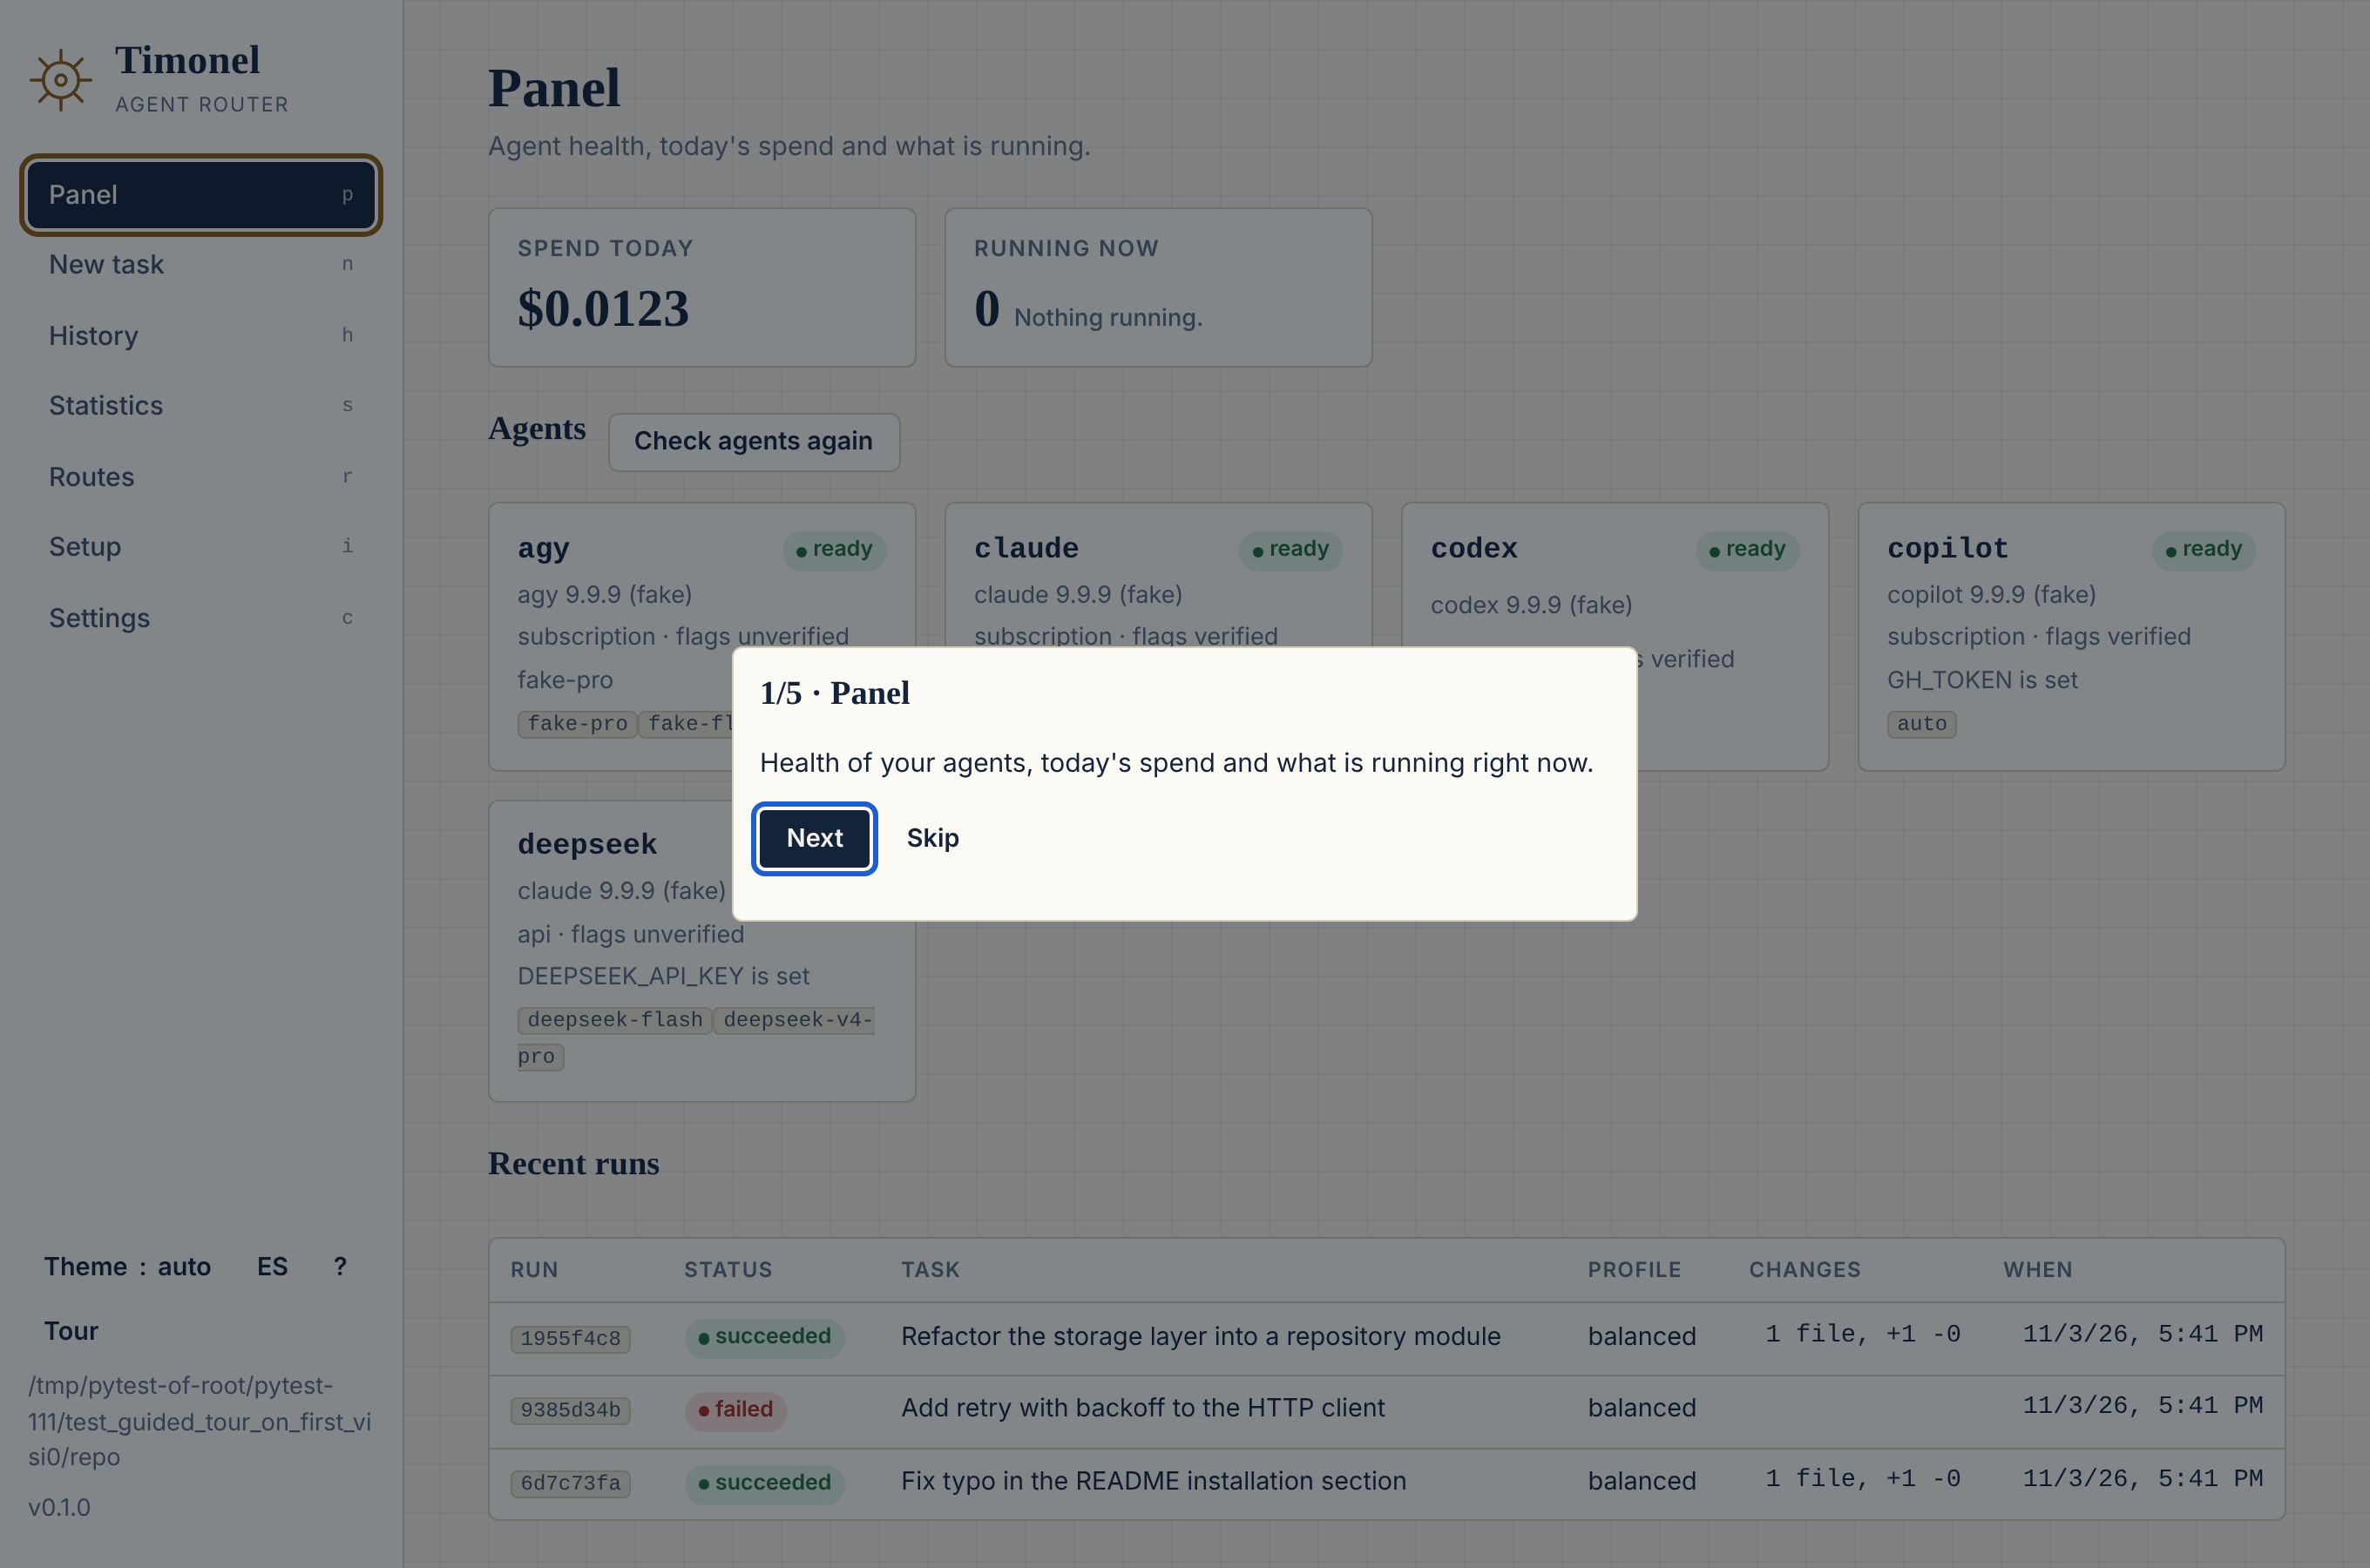 Timonel
AGENT ROUTER
Panel p
New task n
History h
Statistics s
Routes r
Setup i
Settings c
Theme : auto ES ?
Tour
/tmp/pytest-of-root/pytest-
111/test_guided_tour_on_first_vi
si0/repo
v0.1.0
Panel
Agent health, today's spend and what is running.
SPEND TODAY
$0.0123
RUNNING NOW
0 Nothing running.
Agents Check agents again
agy ready
agy 9.9.9 (fake)
subscription · flags unverified
fake-pro
fake-pro fake-fl
claude ready
claude 9.9.9 (fake)
subscription · flags verified
codex ready
codex 9.9.9 (fake)
verified
copilot ready
copilot 9.9.9 (fake)
subscription · flags verified
GH_TOKEN is set
auto
1/5 · Panel
Health of your agents, today's spend and what is running right now.
Next Skip
deepseek
claude 9.9.9 (fake)
api · flags unverified
DEEPSEEK_API_KEY is set
deepseek-flash deepseek-v4-
pro
Recent runs
RUN STATUS TASK PROFILE CHANGES WHEN
1955f4c8 succeeded Refactor the storage layer into a repository module balanced 1 file, +1 -0 11/3/26, 5:41 PM
9385d34b failed Add retry with backoff to the HTTP client balanced 11/3/26, 5:41 PM
6d7c73fa succeeded Fix typo in the README installation section balanced 1 file, +1 -0 11/3/26, 5:41 PM